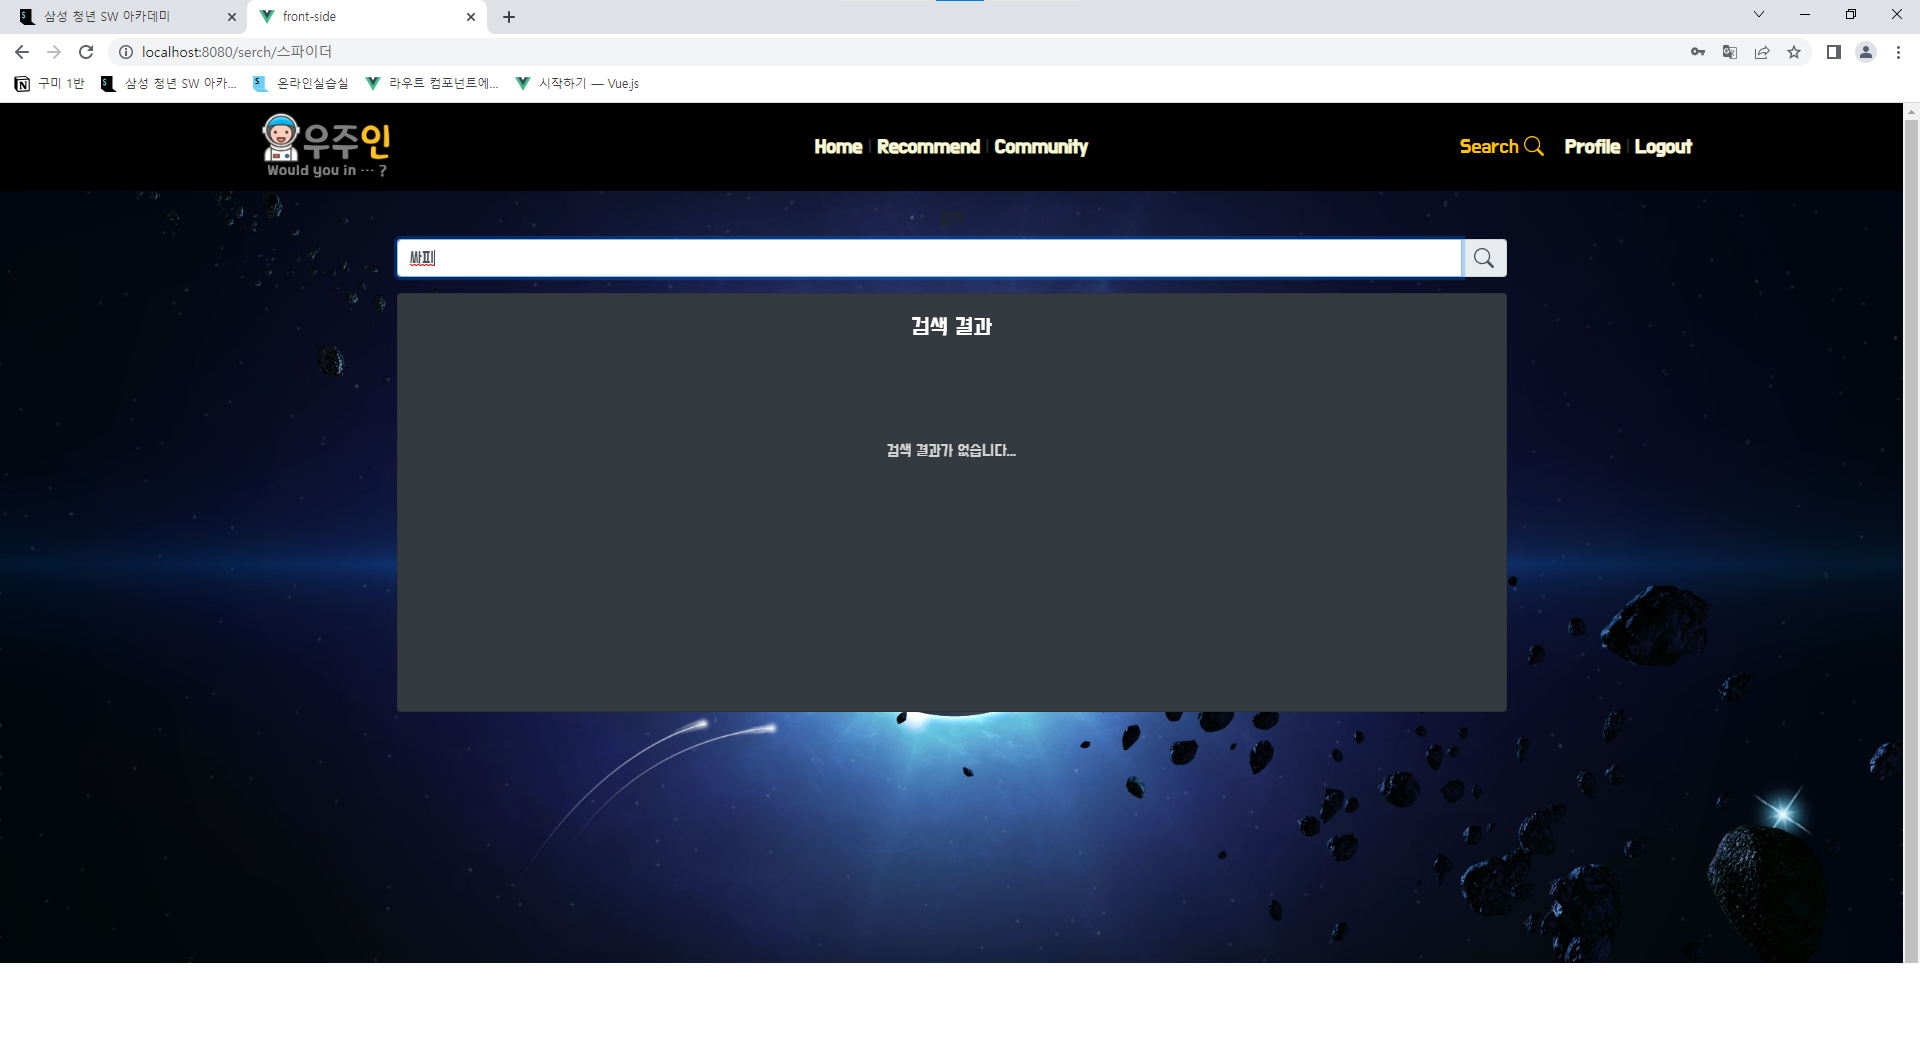 삼성 청년 SW 아카데미
front-side
localhost:8080/serch/스파이더
구미 1반 삼성 청년 SW 아카... 온라인실습실 라우트 컴포넌트에... 시작하기 — Vue.js
우주인
Would you in ··· ?
Home | Recommend | Community
Search Profile | Logout
싸피
검색 결과
검색 결과가 없습니다...